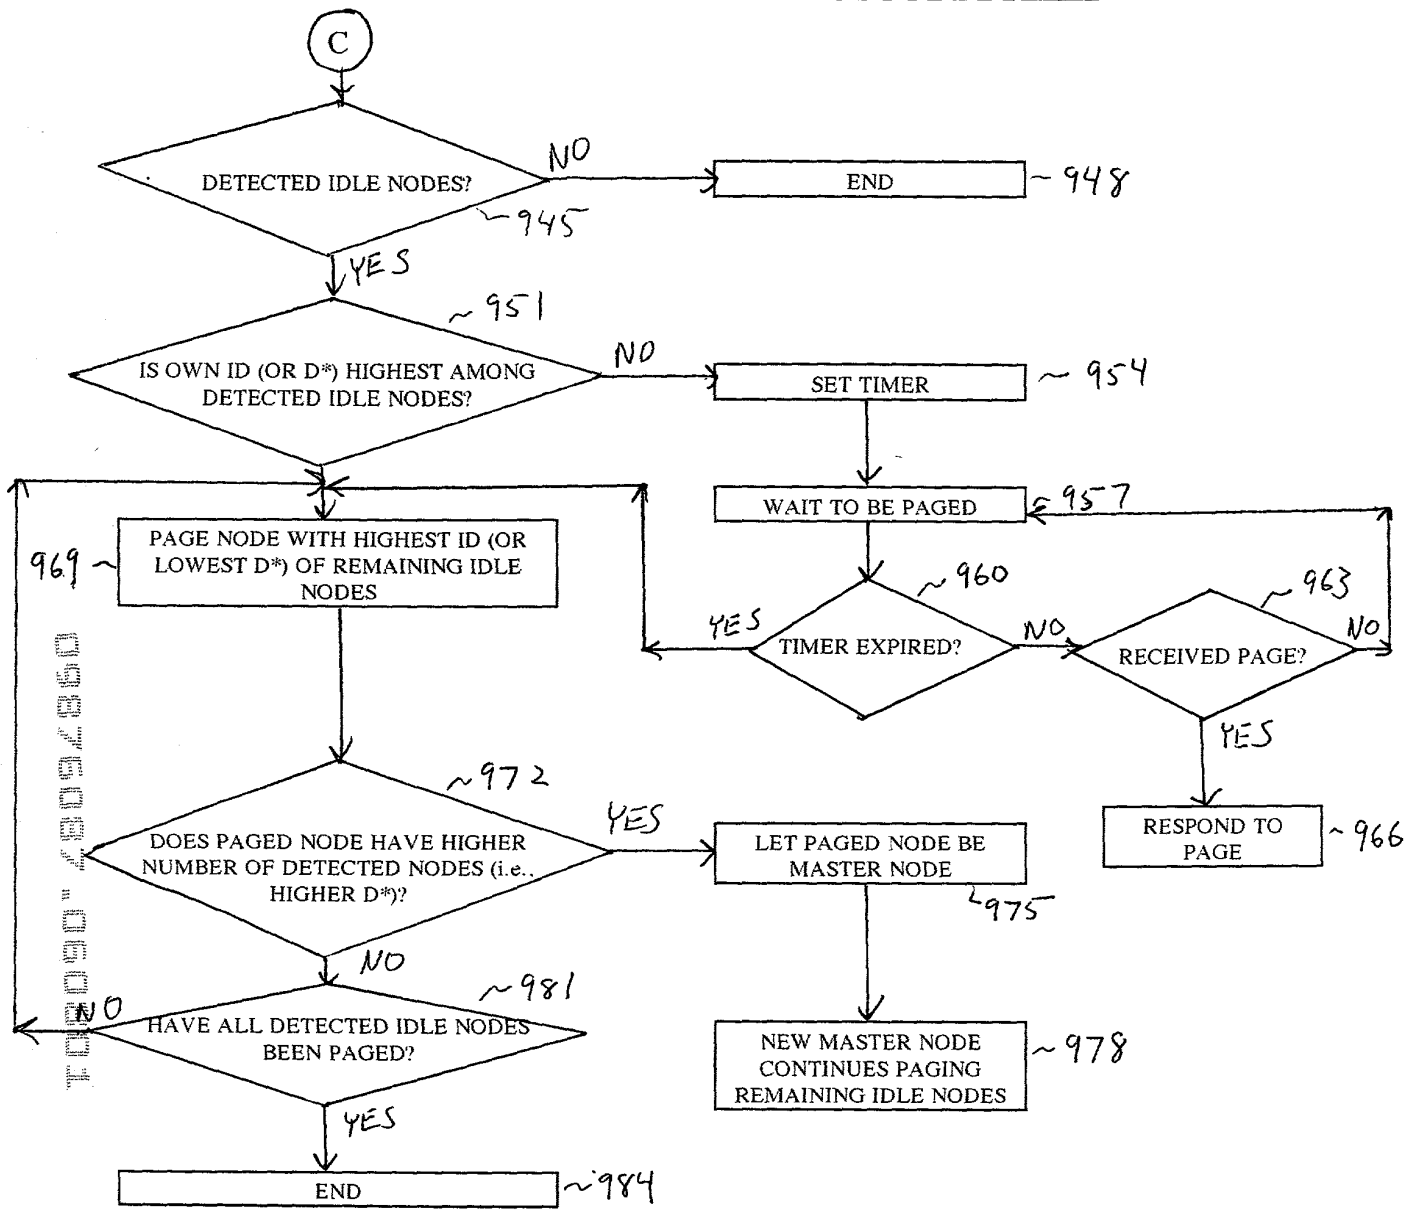 C
DETECTED IDLE NODES?
NO
END
~948
~945
YES
~951
IS OWN ID (OR D*) HIGHEST AMONG
DETECTED IDLE NODES?
NO
SET TIMER
~954
WAIT TO BE PAGED
~957
PAGE NODE WITH HIGHEST ID (OR
LOWEST D*) OF REMAINING IDLE
NODES
969~
TIMER EXPIRED?
~960
YES
NO
RECEIVED PAGE?
~963
NO
YES
RESPOND TO
PAGE
~966
DOES PAGED NODE HAVE HIGHER
NUMBER OF DETECTED NODES (i.e.,
HIGHER D*)?
~972
YES
LET PAGED NODE BE
MASTER NODE
~975
NO
HAVE ALL DETECTED IDLE NODES
BEEN PAGED?
~981
NO
NEW MASTER NODE
CONTINUES PAGING
REMAINING IDLE NODES
~978
YES
END
~984